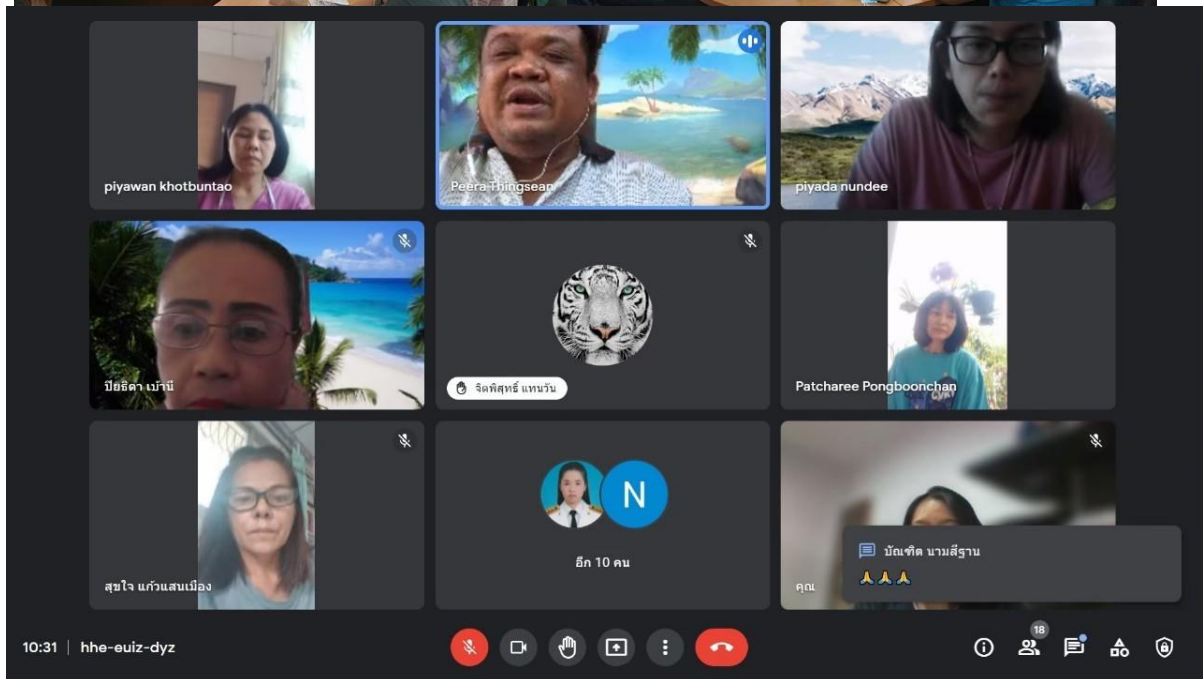 piyawan khotbuntao
Peera Thingsean
piyada nundee
ปิยธิดา เบ้านี
จิตพิสุทธิ์ แทนวัน
Patcharee Pongboonchan
สุขใจ แก้วแสนเมือง
N
อีก 10 คน
คุณ
บัณฑิต นามสีฐาน
🙏🙏🙏
10:31 | hhe-euiz-dyz
18